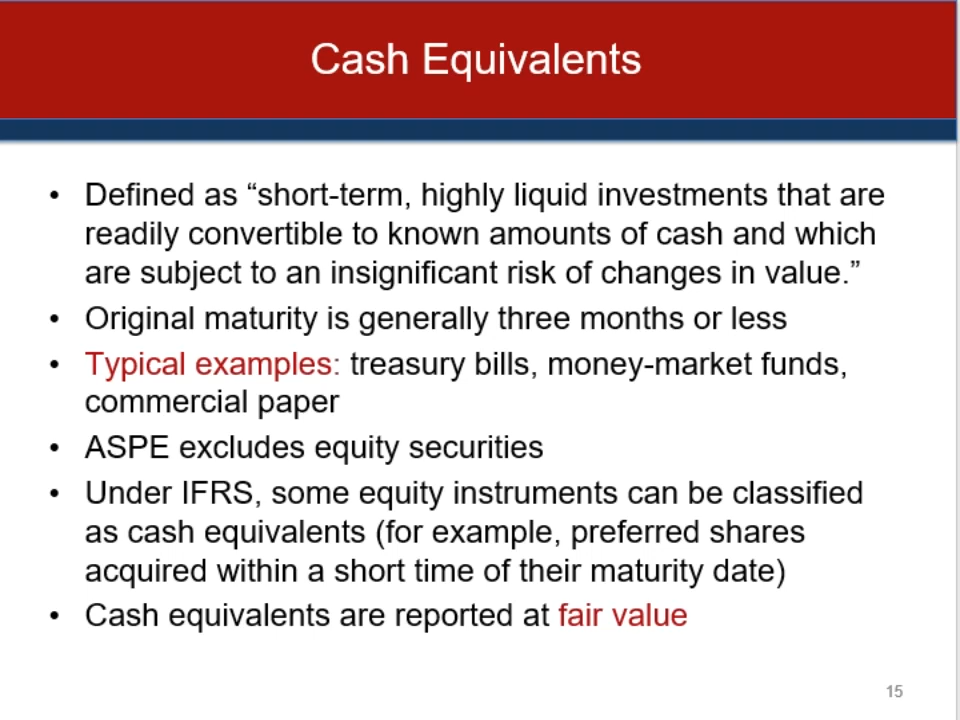 Cash Equivalents
• Defined as “short-term, highly liquid investments that are
readily convertible to known amounts of cash and which
are subject to an insignificant risk of changes in value.”
• Original maturity is generally three months or less
• Typical examples: treasury bills, money-market funds,
commercial paper
• ASPE excludes equity securities
• Under IFRS, some equity instruments can be classified
as cash equivalents (for example, preferred shares
acquired within a short time of their maturity date)
• Cash equivalents are reported at fair value
15